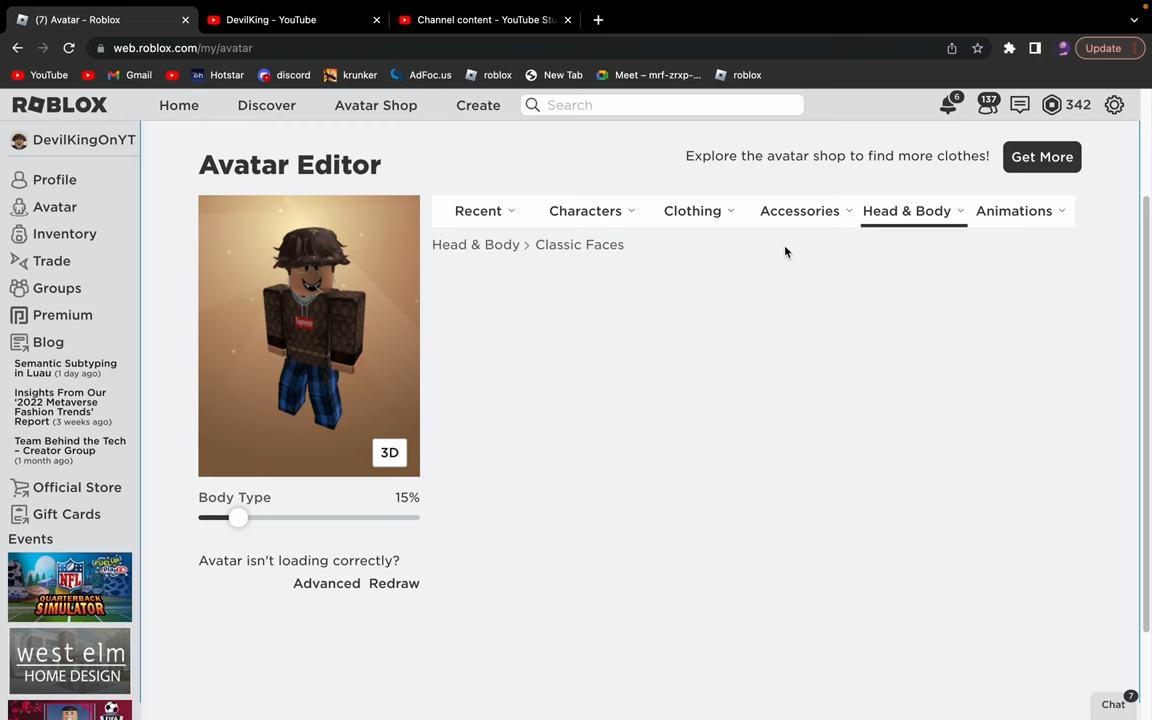 (7) Avatar - Roblox
DevilKing - YouTube
Channel content - YouTube Stu
web.roblox.com/my/avatar
Update
YouTube
Gmail
Hotstar
discord
krunker
AdFoc.us
roblox
New Tab
Meet – mrf-zrxp-...
roblox
ROBLOX
Home
Discover
Avatar Shop
Create
Search
6
137
342
DevilKingOnYT
Profile
Avatar
Inventory
Trade
Groups
Premium
Blog
Semantic Subtyping
in Luau (1 day ago)
Insights From Our
‘2022 Metaverse
Fashion Trends’
Report (3 weeks ago)
Team Behind the Tech
– Creator Group
(1 month ago)
Official Store
Gift Cards
Events
NFL
QUARTERBACK
SIMULATOR
west elm
HOME DESIGN
Avatar Editor
Explore the avatar shop to find more clothes!
Get More
Recent
Characters
Clothing
Accessories
Head & Body
Animations
Head & Body > Classic Faces
3D
Body Type
15%
Avatar isn't loading correctly?
Advanced
Redraw
Chat
7